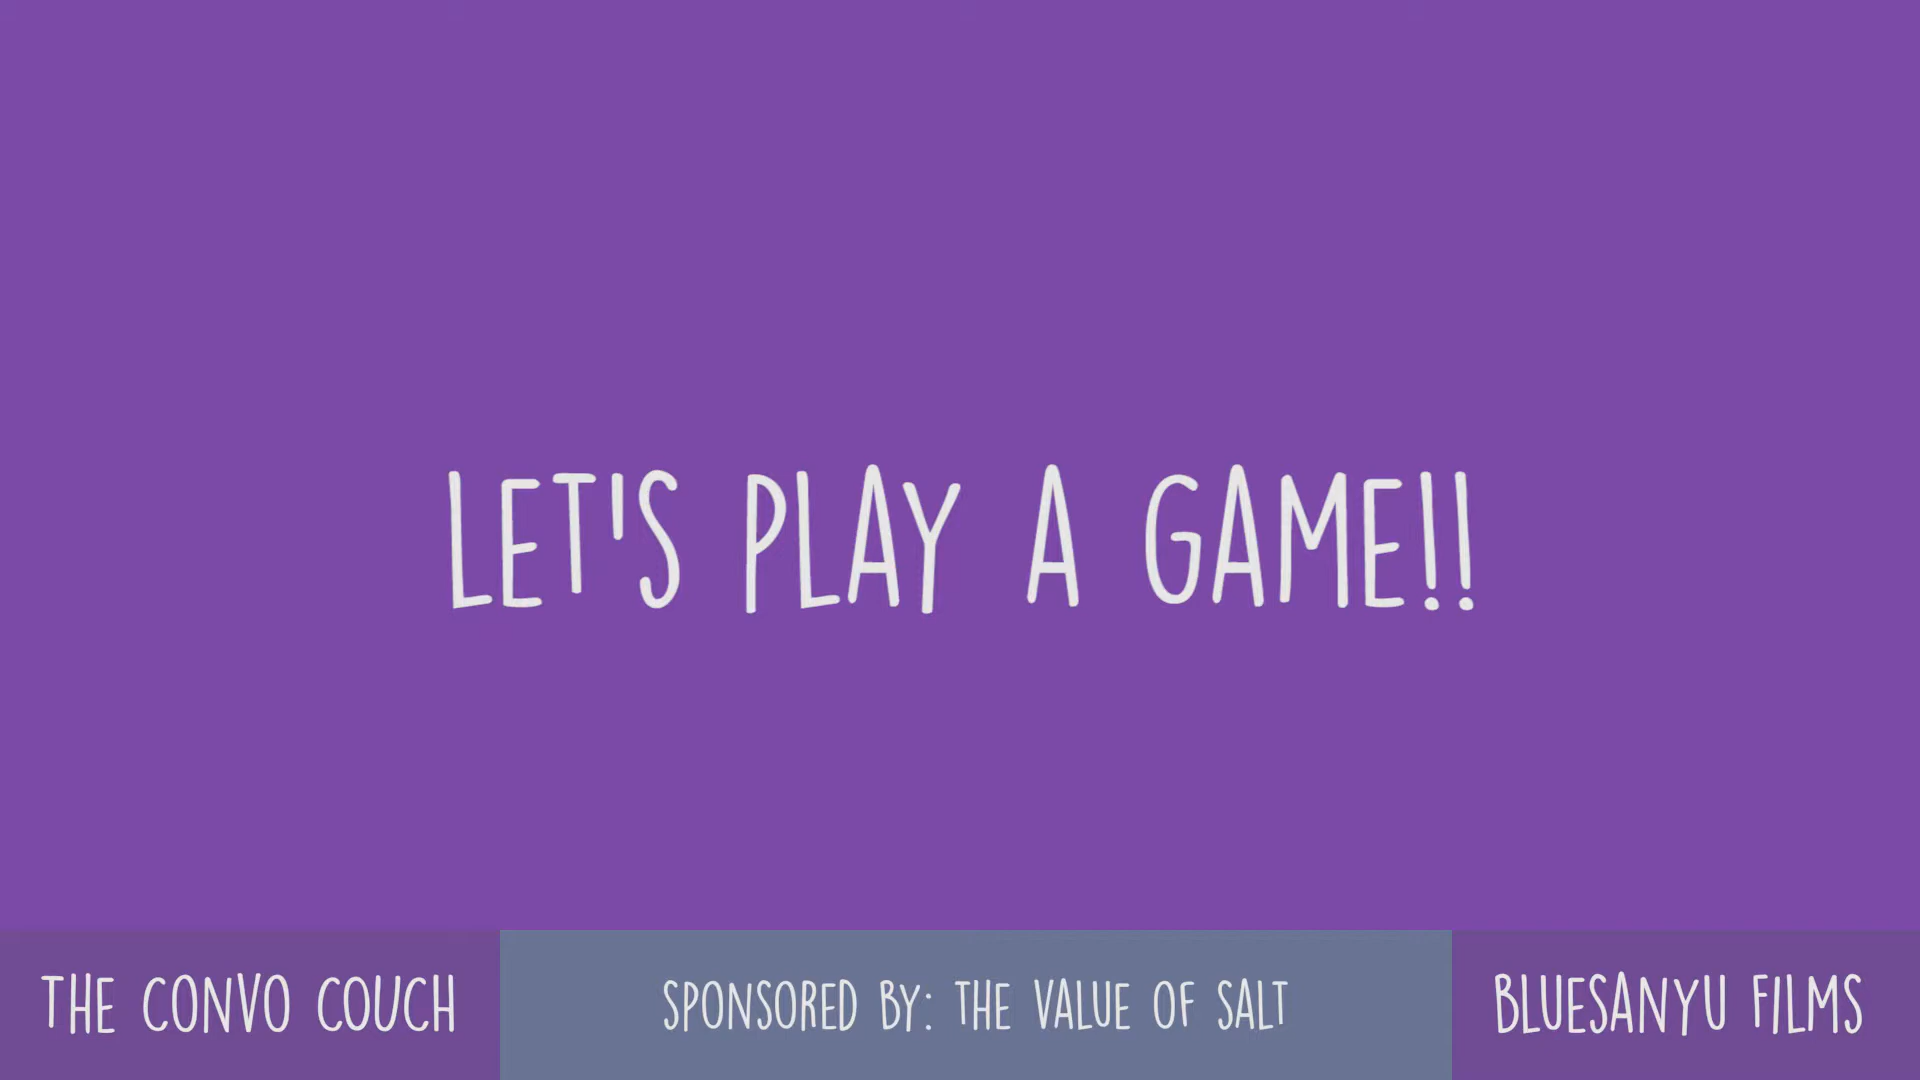 LET'S PLAY A GAME!!
THE CONVO COUCH
SPONSORED BY: THE VALUE OF SALT
BLUESANYU FILMS